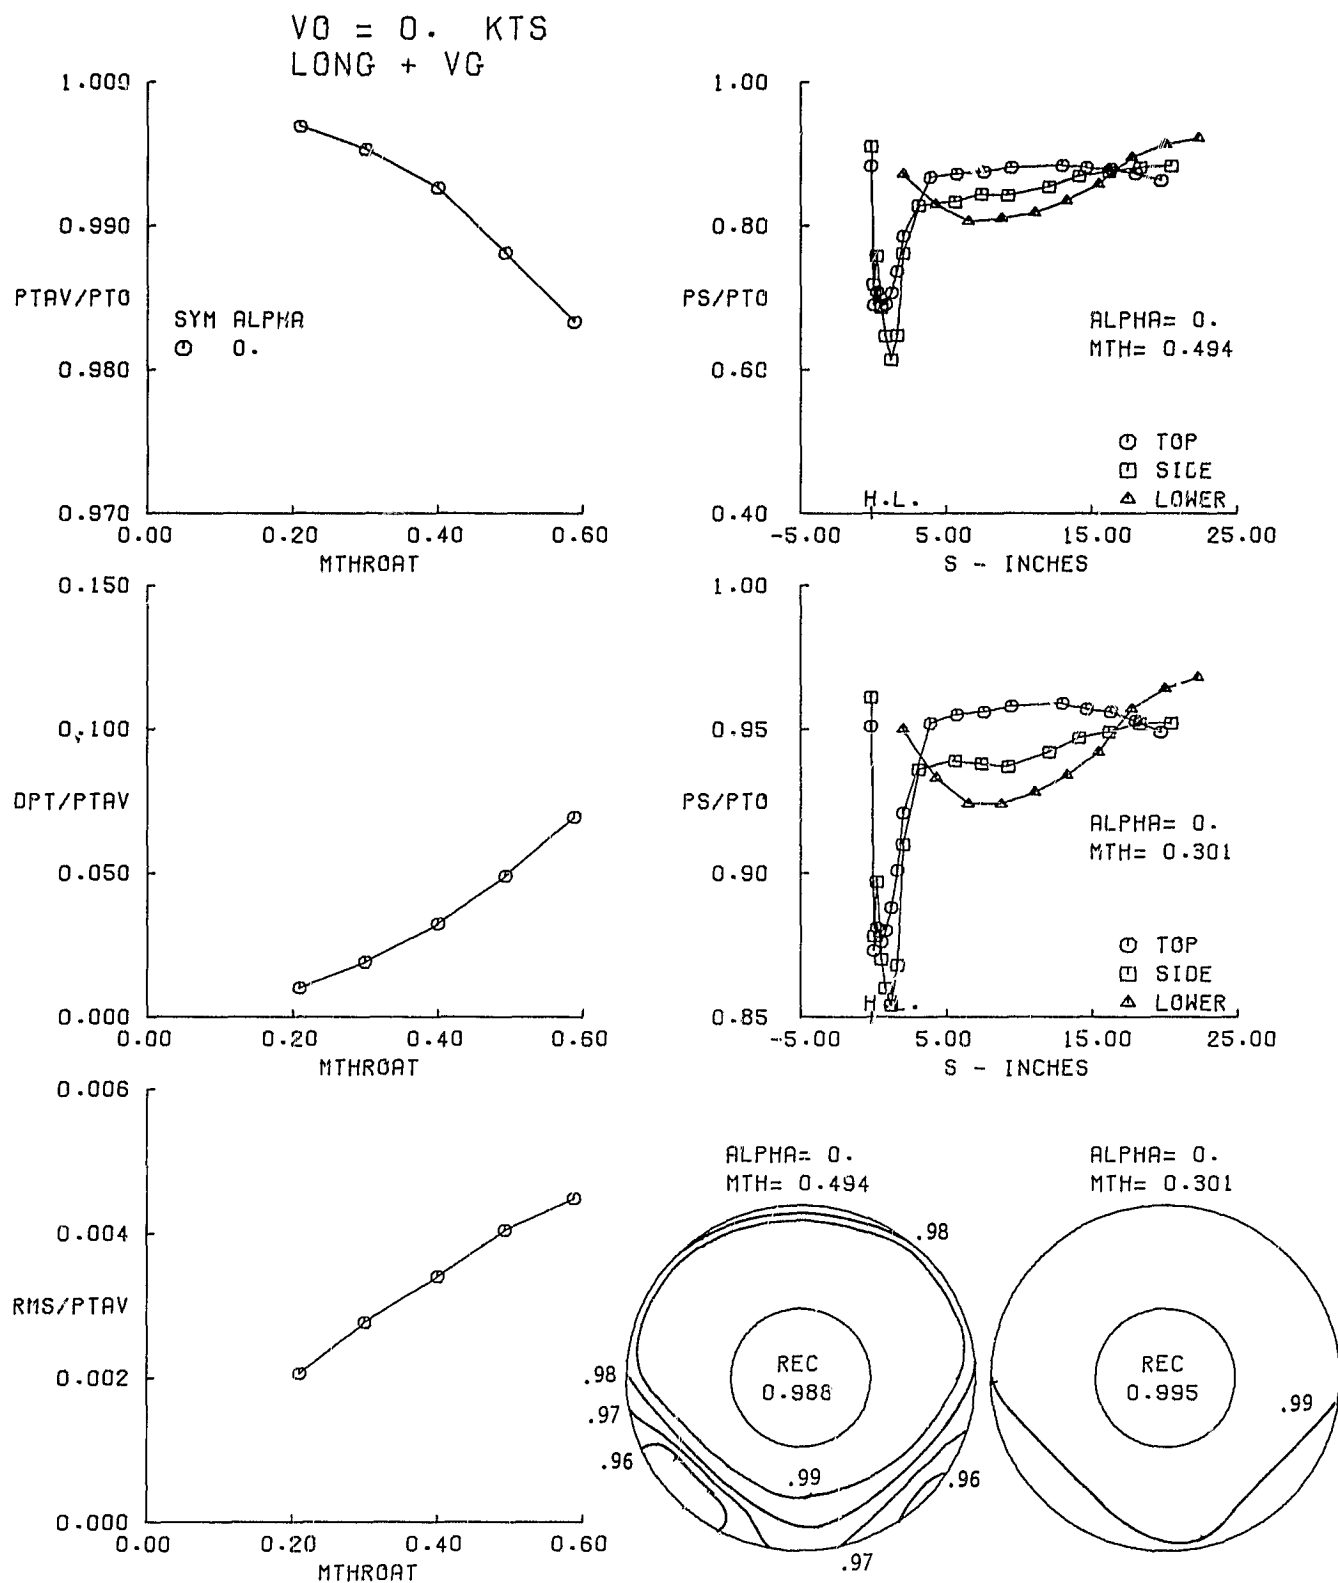 VO = 0. KTS
LONG + VG
1.009
0.990
PTAV/PTO
SYM ALPHA
0.
0.980
0.970
0.00 0.20 0.40 0.60
MTHROAT
1.00
0.80
PS/PTO
ALPHA= 0.
MTH= 0.494
0.60
TOP
SIDE
H.L.
LOWER
0.40
-5.00 5.00 15.00 25.00
S - INCHES
0.150
0.100
DPT/PTAV
0.050
0.000
0.00 0.20 0.40 0.60
MTHROAT
1.00
0.95
PS/PTO
ALPHA= 0.
MTH= 0.301
0.90
TOP
SIDE
H.L.
LOWER
0.85
-5.00 5.00 15.00 25.00
S - INCHES
0.006
0.004
RMS/PTAV
0.002
0.000
0.00 0.20 0.40 0.60
MTHROAT
ALPHA= 0.
MTH= 0.494
.98
REC
0.988
.98
.97
.96
.99
.96
.97
ALPHA= 0.
MTH= 0.301
REC
0.995
.99